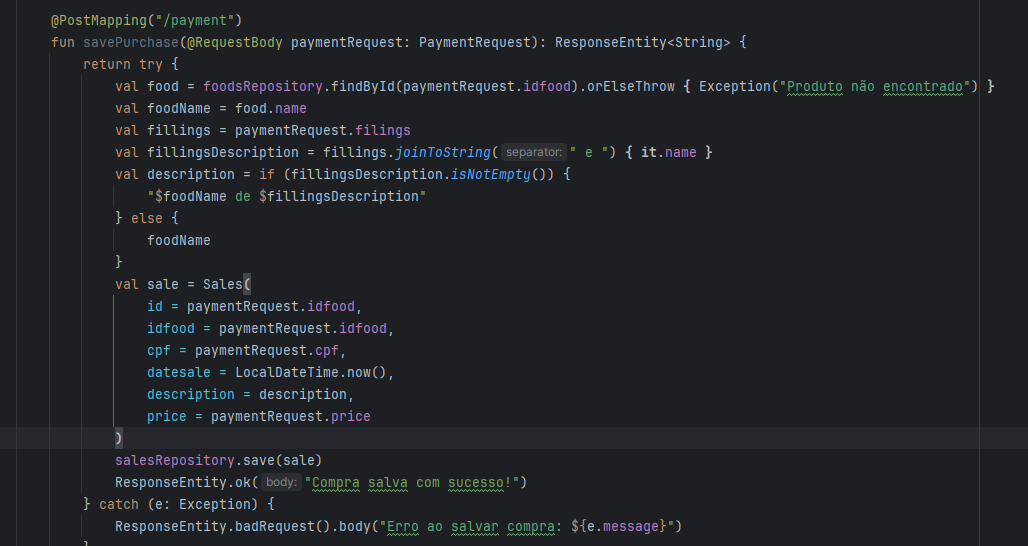 @PostMapping("/payment")
fun savePurchase(@RequestBody paymentRequest: PaymentRequest): ResponseEntity<String> {
return try {
val food = foodsRepository.findById(paymentRequest.idfood).orElseThrow { Exception("Produto não encontrado") }
val foodName = food.name
val fillings = paymentRequest.filings
val fillingsDescription = fillings.joinToString( separator: " e ") { it.name }
val description = if (fillingsDescription.isNotEmpty()) {
"$foodName de $fillingsDescription"
} else {
foodName
}
val sale = Sales(
id = paymentRequest.idfood,
idfood = paymentRequest.idfood,
cpf = paymentRequest.cpf,
datesale = LocalDateTime.now(),
description = description,
price = paymentRequest.price
)
salesRepository.save(sale)
ResponseEntity.ok( body: "Compra salva com sucesso!")
} catch (e: Exception) {
ResponseEntity.badRequest().body("Erro ao salvar compra: ${e.message}")
}